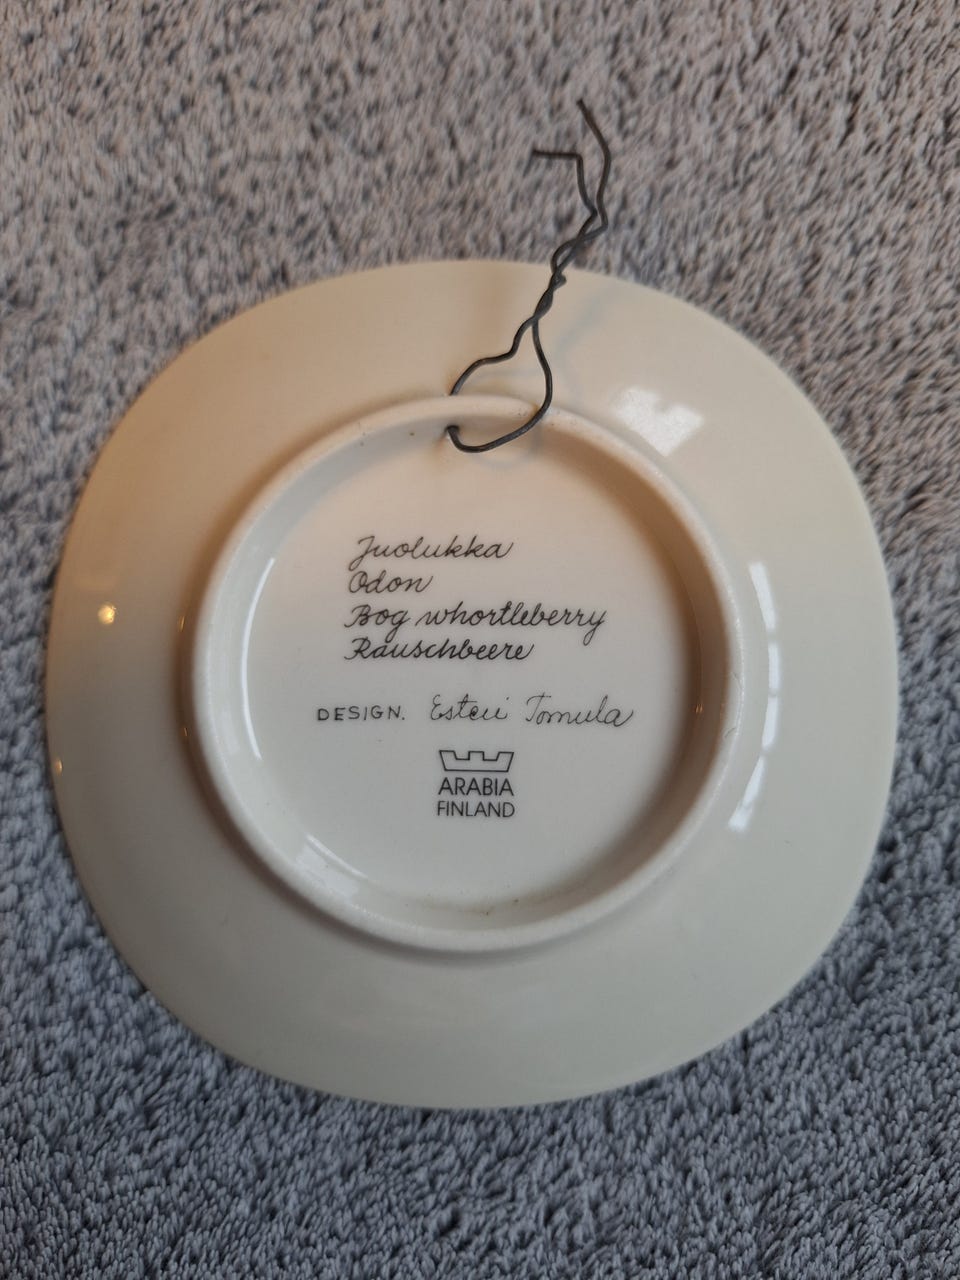 Juolukka
Odon
Bog whortleberry
Rauschbeere
DESIGN. Esteri Tomula
ARABIA
FINLAND